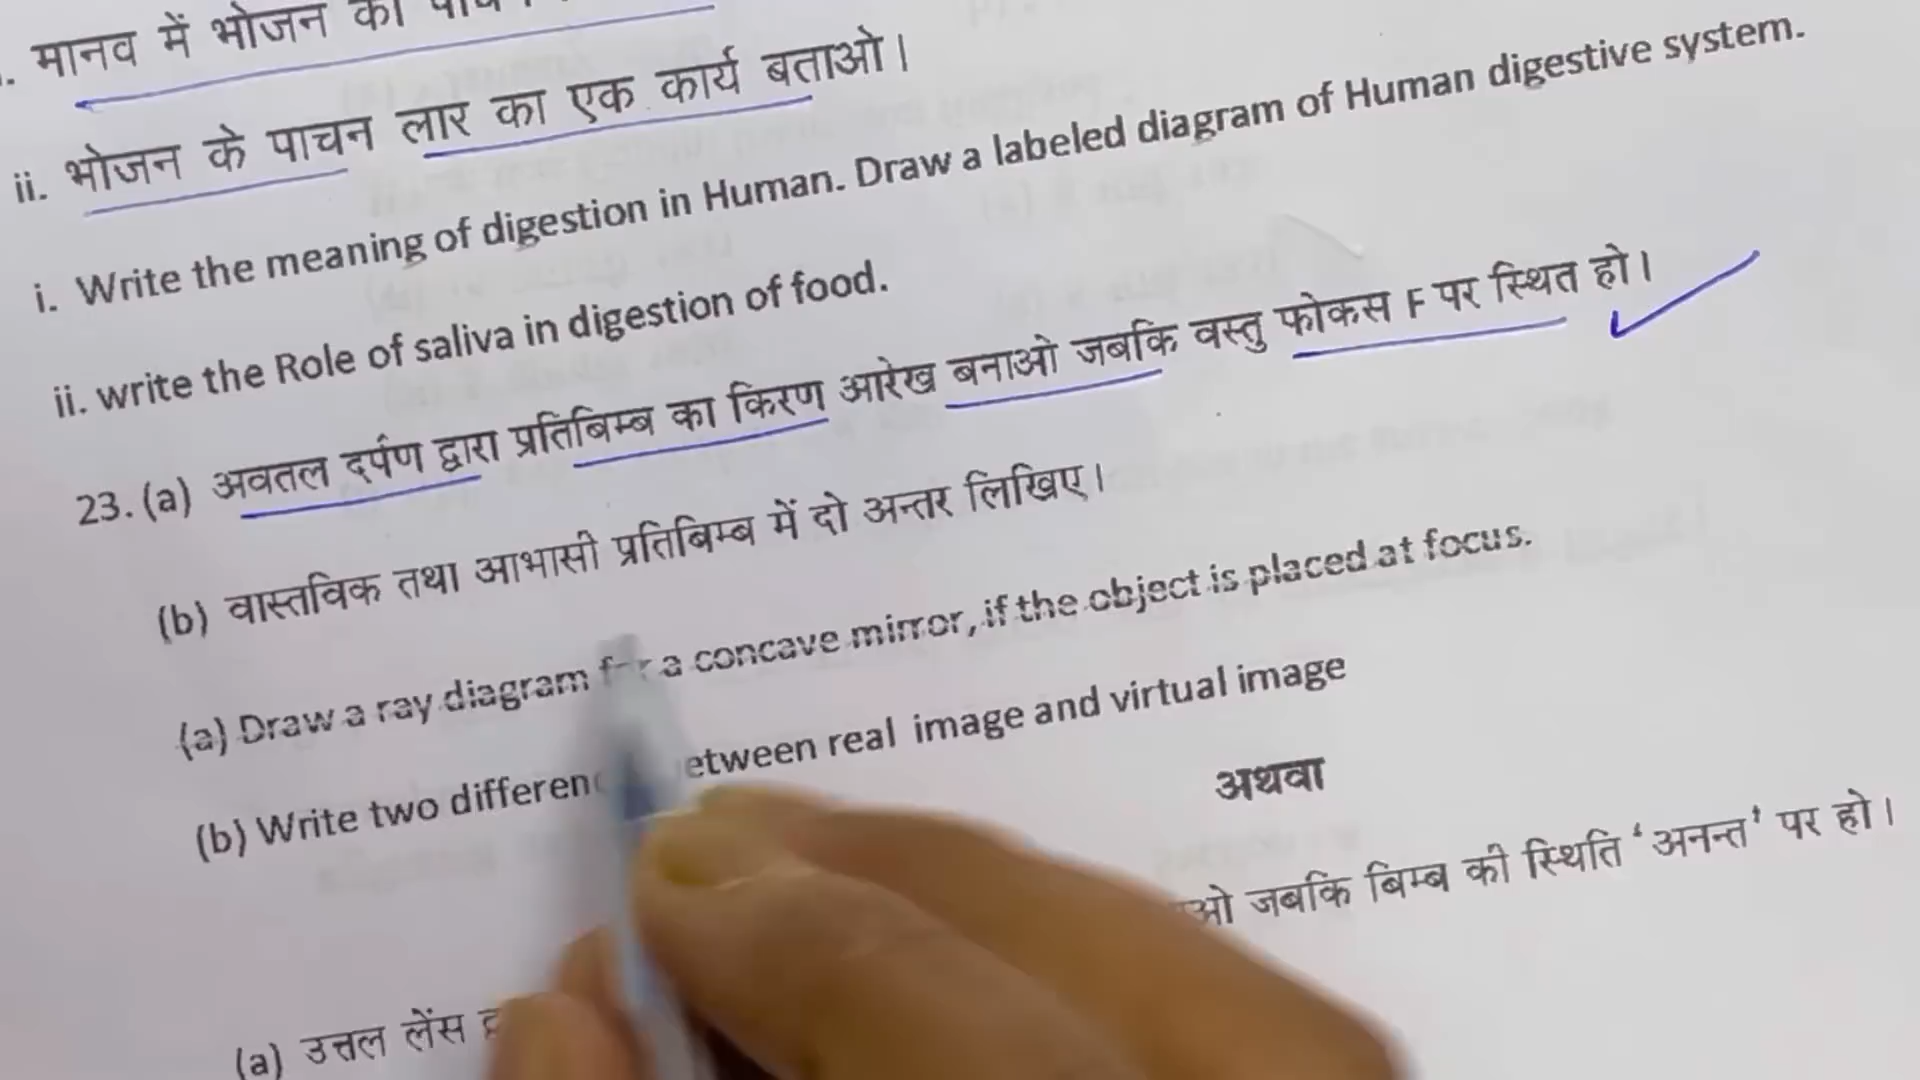 मानव में भोजन का
ii. भोजन के पाचन लार का एक कार्य बताओ।
i. Write the meaning of digestion in Human. Draw a labeled diagram of Human digestive system.
ii. write the Role of saliva in digestion of food.
23. (a) अवतल दर्पण द्वारा प्रतिबिम्ब का किरण आरेख बनाओ जबकि वस्तु फोकस F पर स्थित हो।
(b) वास्तविक तथा आभासी प्रतिबिम्ब में दो अन्तर लिखिए।
(a) Draw a ray diagram for a concave mirror, if the object is placed at focus.
(b) Write two between real image and virtual image
अथवा
जबकि बिम्ब की स्थिति ‘अनन्त’ पर हो।
(a) उत्तल लेंस